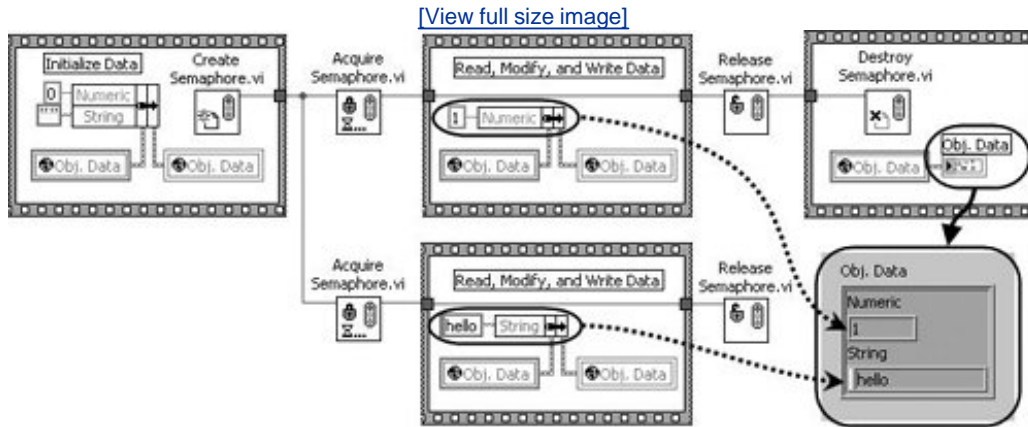 [View full size image]
Initialize Data
Create
Semaphore.vi
0
Numeric
String
Obj. Data
Obj. Data
Acquire
Semaphore.vi
Read, Modify, and Write Data
1
Numeric
Obj. Data
Obj. Data
Release
Semaphore.vi
Destroy
Semaphore.vi
Obj. Data
Obj. Data
Acquire
Semaphore.vi
Read, Modify, and Write Data
hello
String
Obj. Data
Obj. Data
Release
Semaphore.vi
Obj. Data
Numeric
1
String
hello